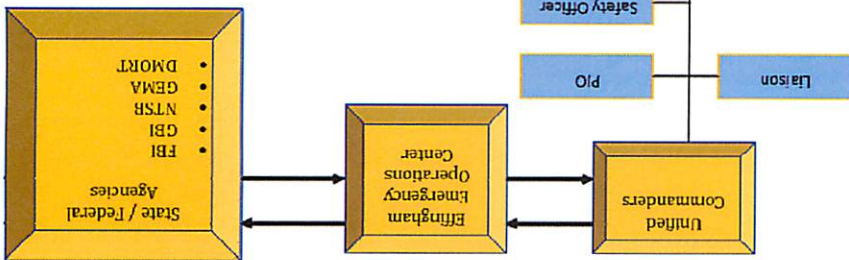 Unified
Commanders
Effingham
Emergency
Operations
Center
State / Federal
Agencies
• FBI
• GBI
• NTSB
• GEMA
• DMORT
Liaison
PIO
Safety Officer